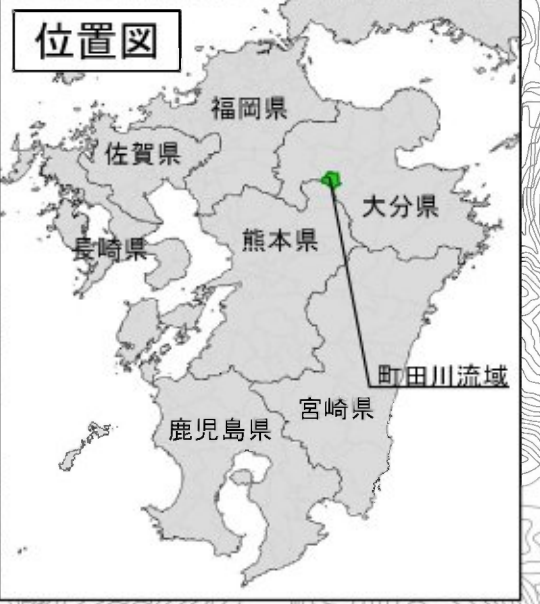 位置図
福岡県
佐賀県
大分県
長崎県
熊本県
町田川流域
宮崎県
鹿児島県